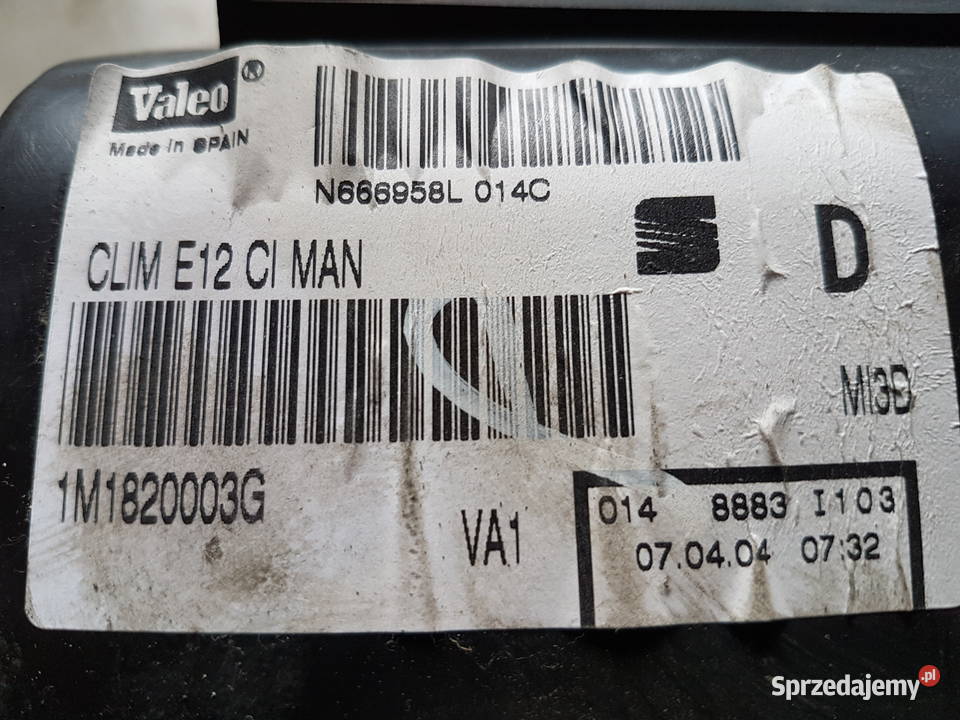 Valeo ®
Made in SPAIN
N666958L 014C
CLIM E12 CI MAN
D
MI3D
1M1820003G
VA1
014 8883 I103
07.04.04 07:32
Sprzedajemy.pl